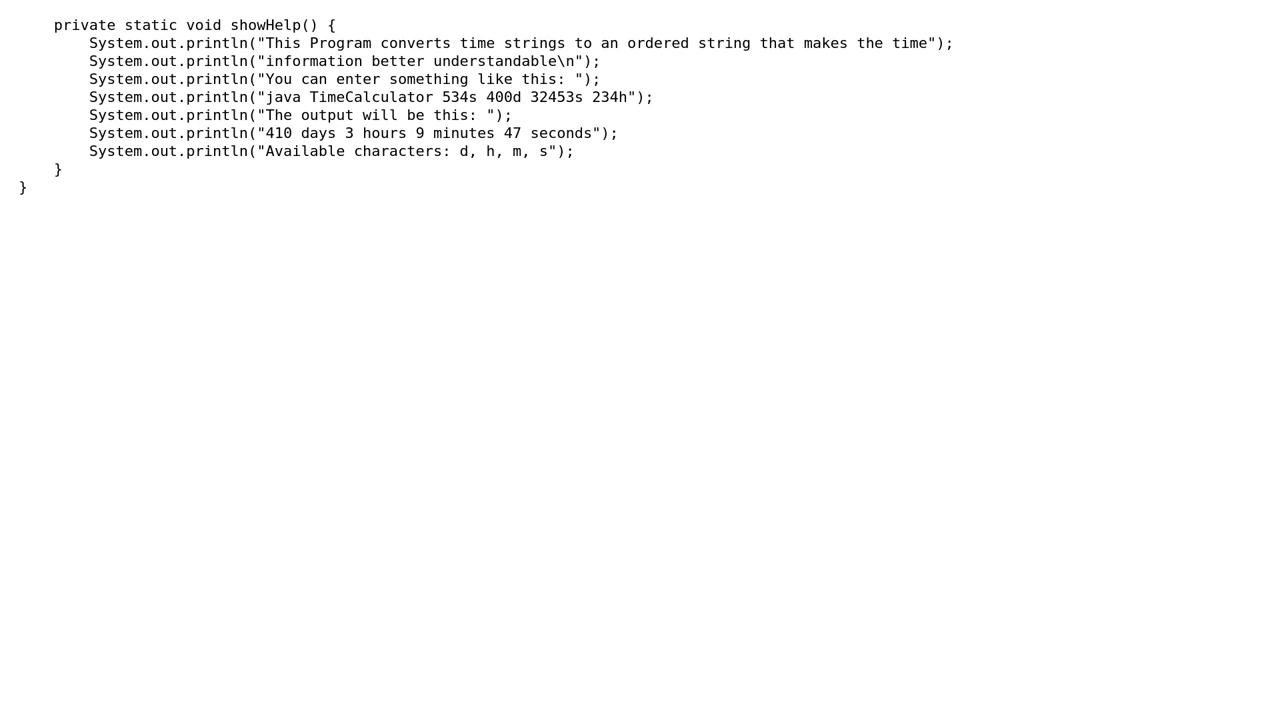 private static void showHelp() {
System.out.println("This Program converts time strings to an ordered string that makes the time");
System.out.println("information better understandable\n");
System.out.println("You can enter something like this: ");
System.out.println("java TimeCalculator 534s 400d 32453s 234h");
System.out.println("The output will be this: ");
System.out.println("410 days 3 hours 9 minutes 47 seconds");
System.out.println("Available characters: d, h, m, s");
}
}